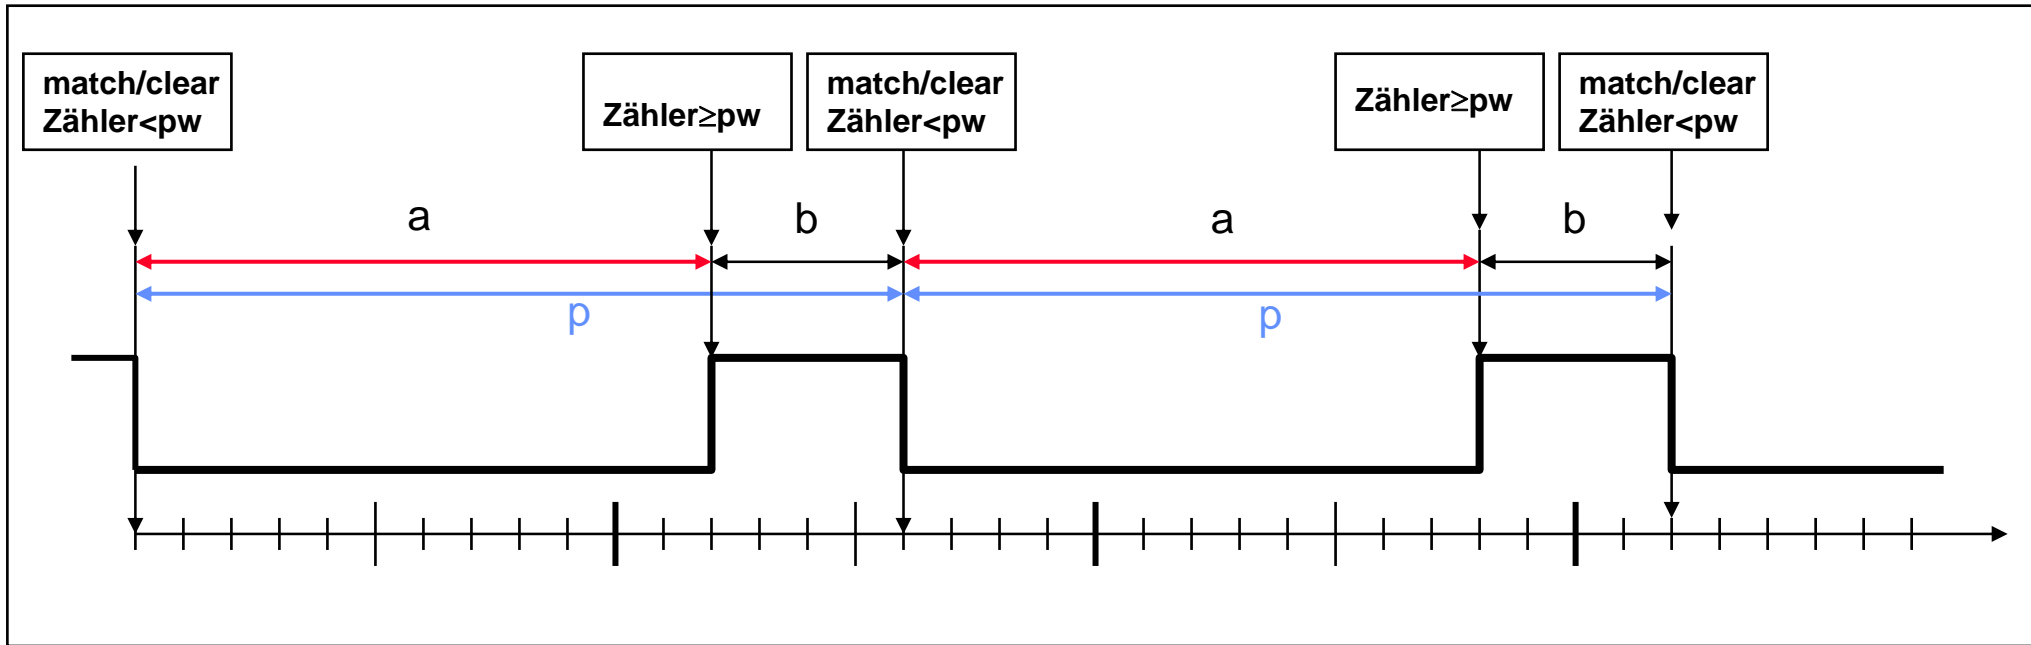 match/clear
Zähler<pw
Zähler≥pw
match/clear
Zähler<pw
Zähler≥pw
match/clear
Zähler<pw
a
b
a
b
p
p